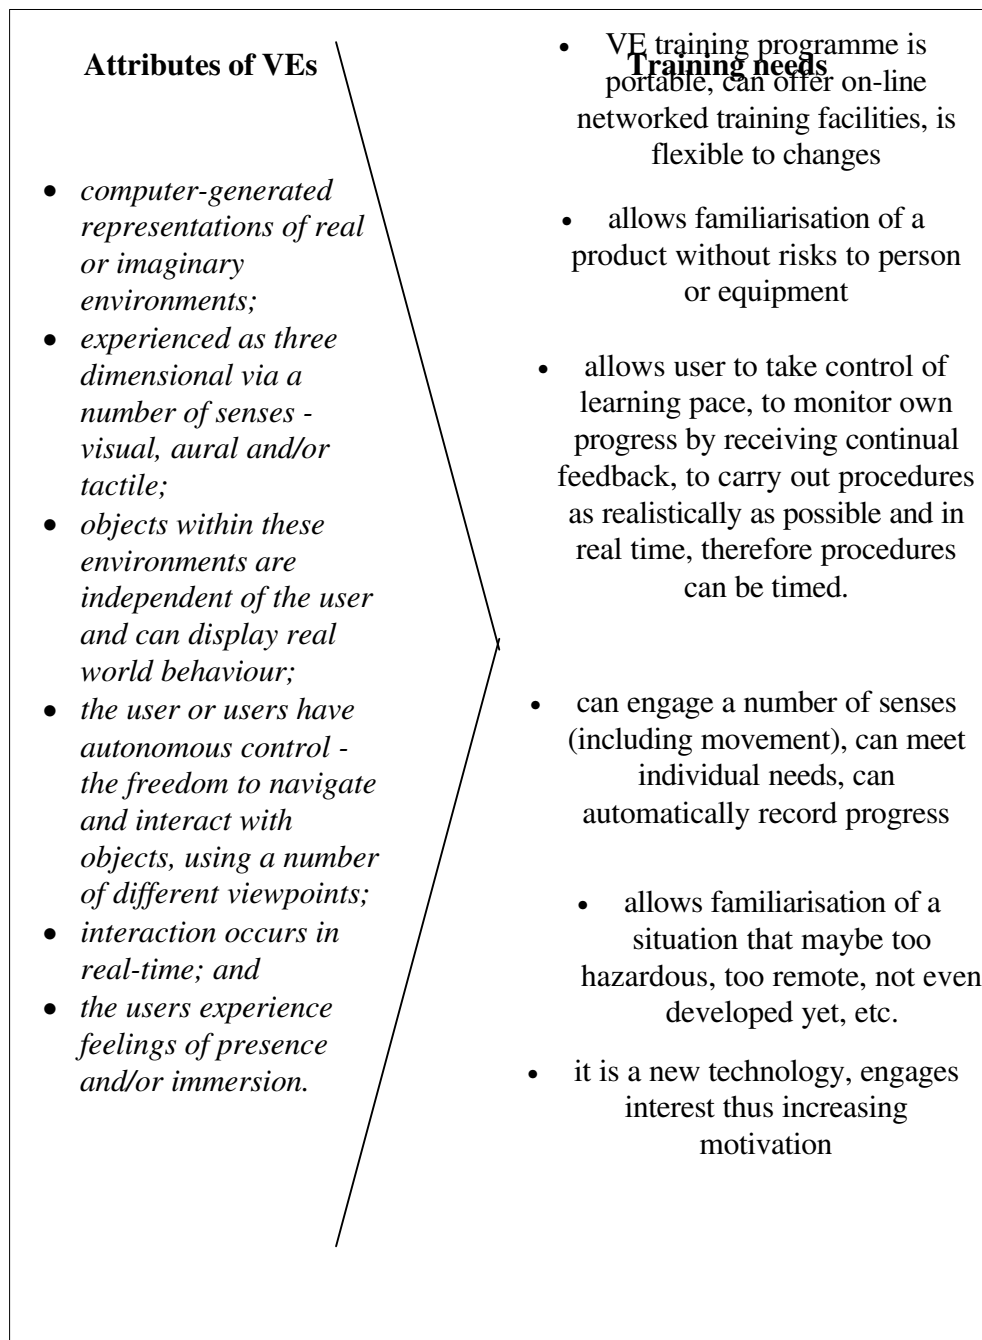 Attributes of VEs
• computer-generated
representations of real
or imaginary
environments;
• experienced as three
dimensional via a
number of senses -
visual, aural and/or
tactile;
• objects within these
environments are
independent of the user
and can display real
world behaviour;
• the user or users have
autonomous control -
the freedom to navigate
and interact with
objects, using a number
of different viewpoints;
• interaction occurs in
real-time; and
• the users experience
feelings of presence
and/or immersion.
Training needs
• VE training programme is
portable, can offer on-line
networked training facilities, is
flexible to changes
• allows familiarisation of a
product without risks to person
or equipment
• allows user to take control of
learning pace, to monitor own
progress by receiving continual
feedback, to carry out procedures
as realistically as possible and in
real time, therefore procedures
can be timed.
• can engage a number of senses
(including movement), can meet
individual needs, can
automatically record progress
• allows familiarisation of a
situation that maybe too
hazardous, too remote, not even
developed yet, etc.
• it is a new technology, engages
interest thus increasing
motivation